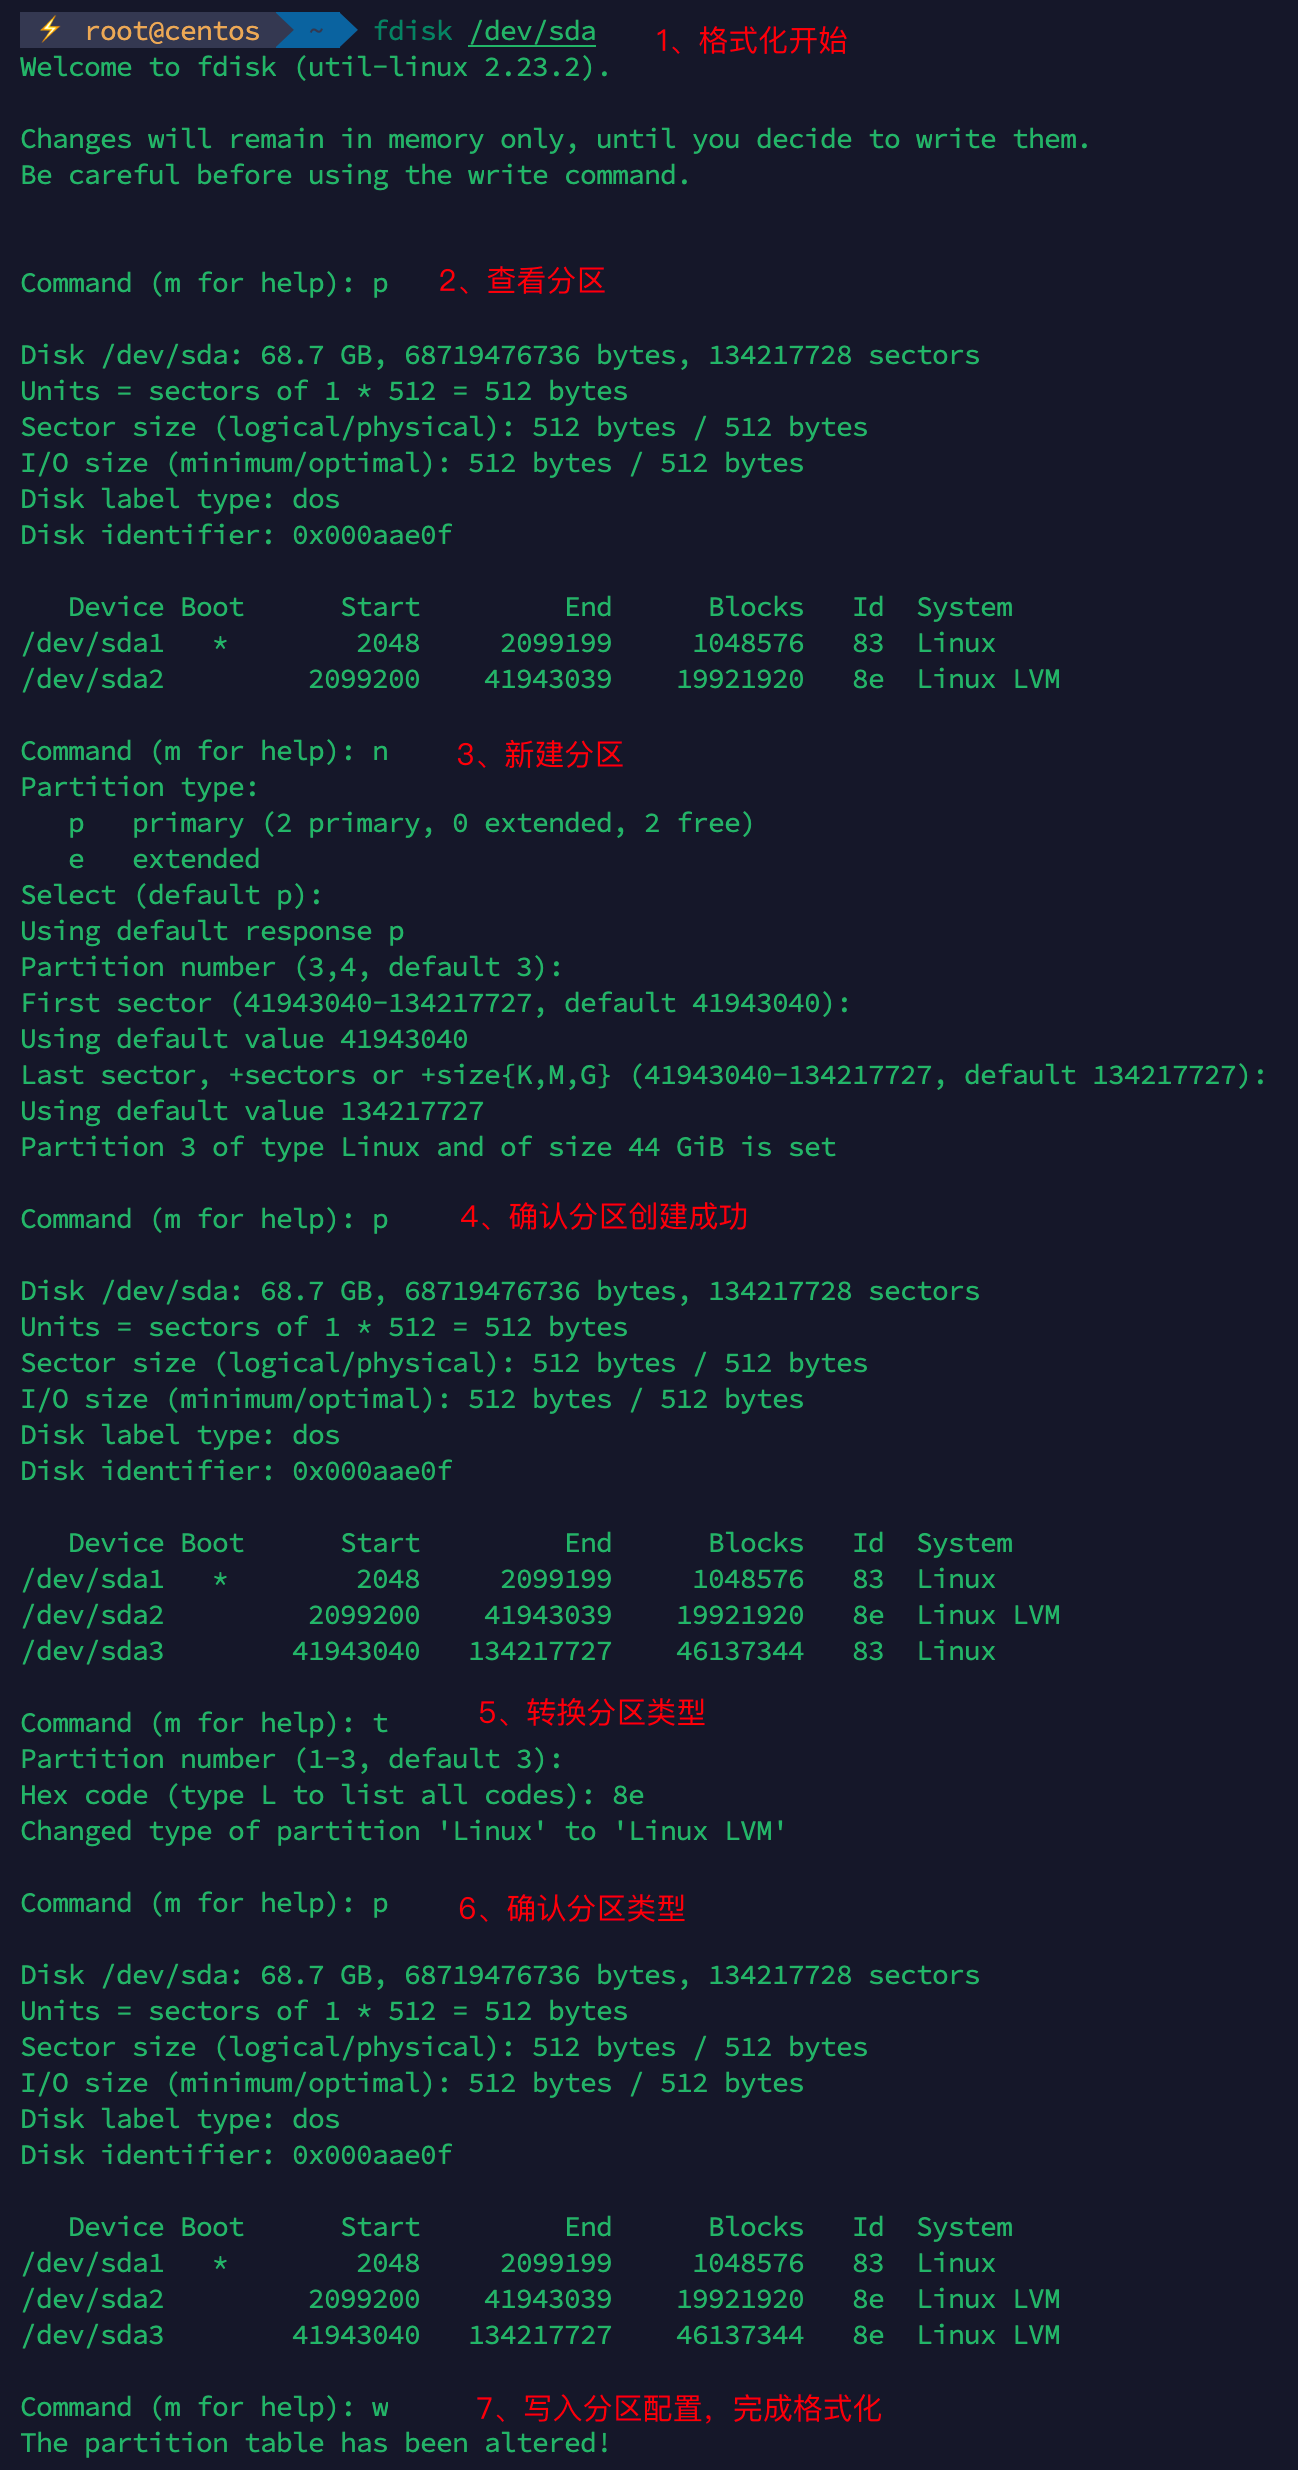 ⚡ root@centos ~ fdisk /dev/sda 1、格式化开始
Welcome to fdisk (util-linux 2.23.2).
Changes will remain in memory only, until you decide to write them.
Be careful before using the write command.
Command (m for help): p 2、查看分区
Disk /dev/sda: 68.7 GB, 68719476736 bytes, 134217728 sectors
Units = sectors of 1 * 512 = 512 bytes
Sector size (logical/physical): 512 bytes / 512 bytes
I/O size (minimum/optimal): 512 bytes / 512 bytes
Disk label type: dos
Disk identifier: 0x000aae0f
Device Boot Start End Blocks Id System
/dev/sda1 * 2048 2099199 1048576 83 Linux
/dev/sda2 2099200 41943039 19921920 8e Linux LVM
Command (m for help): n 3、新建分区
Partition type:
p primary (2 primary, 0 extended, 2 free)
e extended
Select (default p):
Using default response p
Partition number (3,4, default 3):
First sector (41943040-134217727, default 41943040):
Using default value 41943040
Last sector, +sectors or +size{K,M,G} (41943040-134217727, default 134217727):
Using default value 134217727
Partition 3 of type Linux and of size 44 GiB is set
Command (m for help): p 4、确认分区创建成功
Disk /dev/sda: 68.7 GB, 68719476736 bytes, 134217728 sectors
Units = sectors of 1 * 512 = 512 bytes
Sector size (logical/physical): 512 bytes / 512 bytes
I/O size (minimum/optimal): 512 bytes / 512 bytes
Disk label type: dos
Disk identifier: 0x000aae0f
Device Boot Start End Blocks Id System
/dev/sda1 * 2048 2099199 1048576 83 Linux
/dev/sda2 2099200 41943039 19921920 8e Linux LVM
/dev/sda3 41943040 134217727 46137344 83 Linux
Command (m for help): t 5、转换分区类型
Partition number (1-3, default 3):
Hex code (type L to list all codes): 8e
Changed type of partition 'Linux' to 'Linux LVM'
Command (m for help): p 6、确认分区类型
Disk /dev/sda: 68.7 GB, 68719476736 bytes, 134217728 sectors
Units = sectors of 1 * 512 = 512 bytes
Sector size (logical/physical): 512 bytes / 512 bytes
I/O size (minimum/optimal): 512 bytes / 512 bytes
Disk label type: dos
Disk identifier: 0x000aae0f
Device Boot Start End Blocks Id System
/dev/sda1 * 2048 2099199 1048576 83 Linux
/dev/sda2 2099200 41943039 19921920 8e Linux LVM
/dev/sda3 41943040 134217727 46137344 8e Linux LVM
Command (m for help): w 7、写入分区配置，完成格式化
The partition table has been altered!